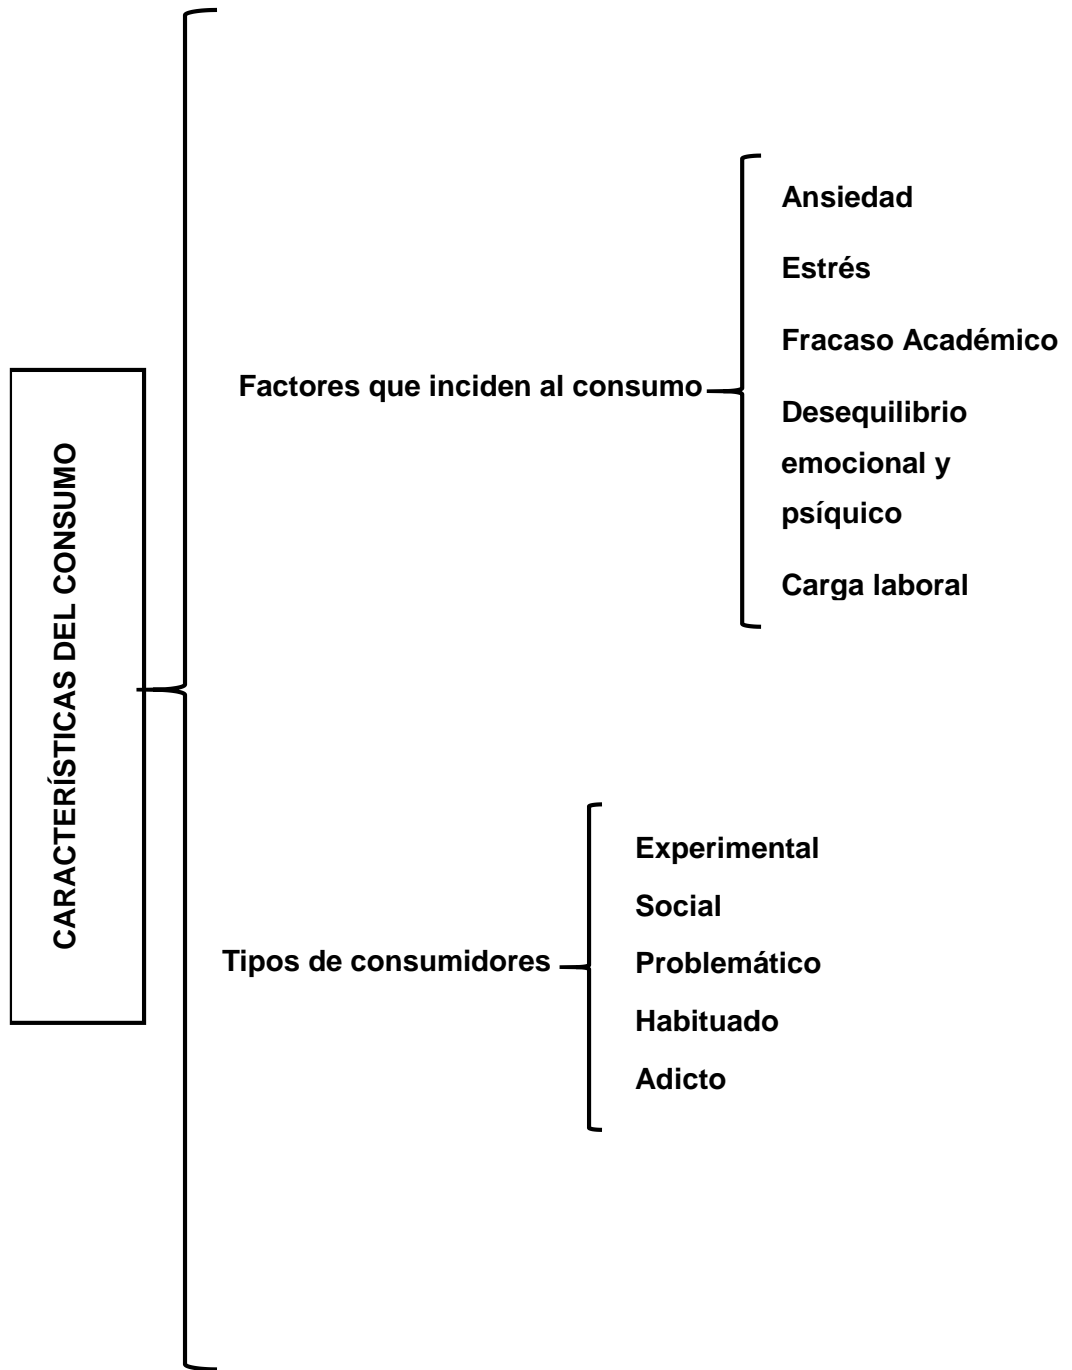 CARACTERÍSTICAS DEL CONSUMO
Factores que inciden al consumo
Ansiedad
Estrés
Fracaso Académico
Desequilibrio
emocional y
psíquico
Carga laboral
Tipos de consumidores
Experimental
Social
Problemático
Habituado
Adicto